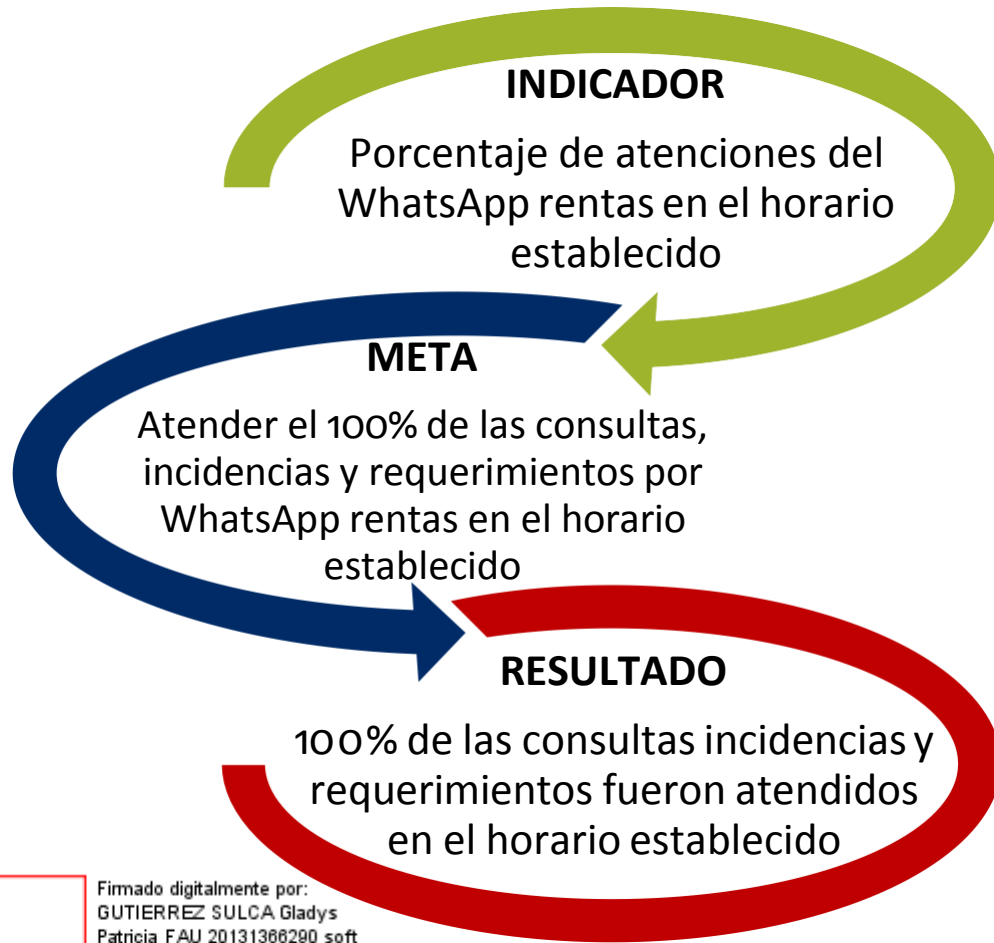 INDICADOR
Porcentaje de atenciones del
WhatsApp rentas en el horario
establecido
META
Atender el 100% de las consultas,
incidencias y requerimientos por
WhatsApp rentas en el horario
establecido
RESULTADO
100% de las consultas incidencias y
requerimientos fueron atendidos
en el horario establecido
Firmado digitalmente por:
GUTIERREZ SULCA Gladys
Patricia FAU 20131366290 soft